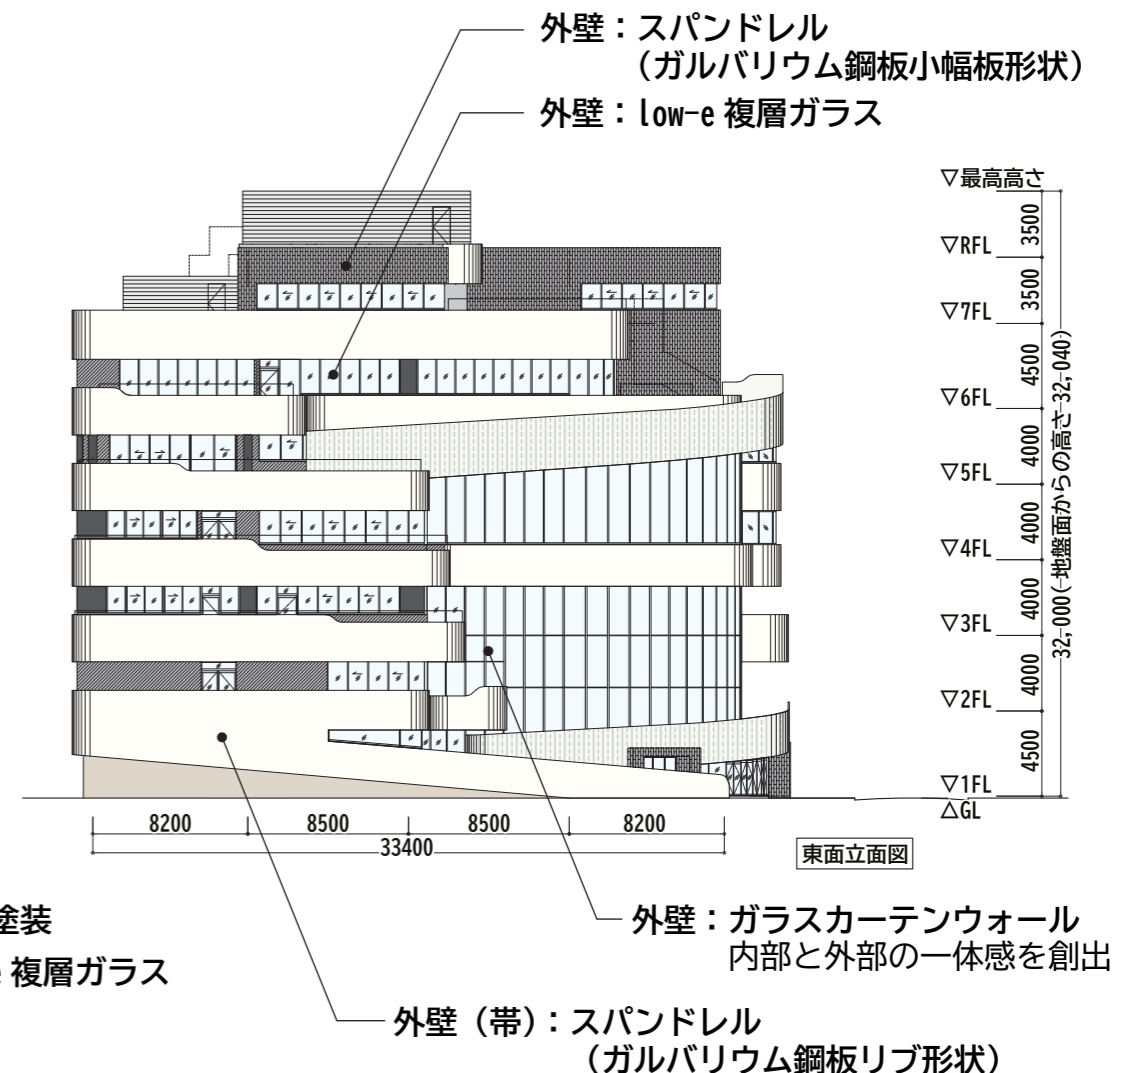 外壁：スパンドレル
（ガルバリウム鋼板小幅板形状）
外壁：low-e 複層ガラス
▽最高高さ
3500
▽RFL
3500
▽7FL
4500
▽6FL
4000
▽5FL
4000
▽4FL
4000
▽3FL
4000
▽2FL
4500
▽1FL
△GL
32,000(地盤面からの高さ 32,040)
8200
8500
8500
8200
33400
東面立面図
塗装
複層ガラス
外壁：ガラスカーテンウォール
内部と外部の一体感を創出
外壁（帯）：スパンドレル
（ガルバリウム鋼板リブ形状）